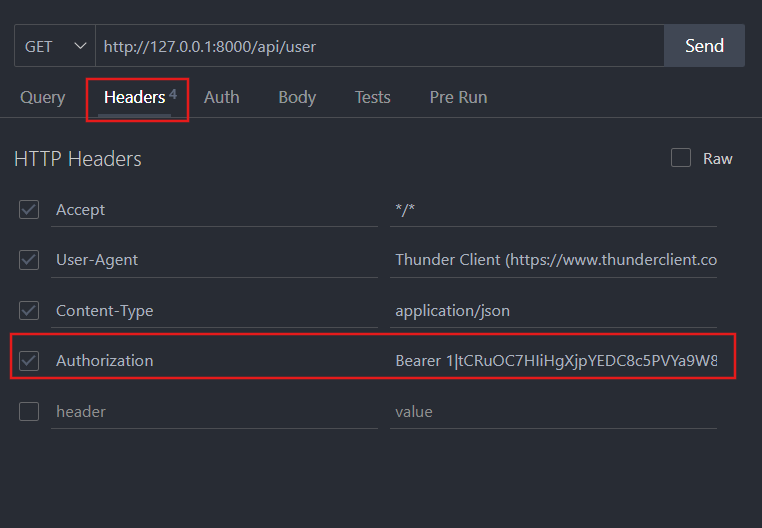 GET http://127.0.0.1:8000/api/user Send
Query Headers 4 Auth Body Tests Pre Run
HTTP Headers Raw
Accept */*
User-Agent Thunder Client (https://www.thunderclient.co
Content-Type application/json
Authorization Bearer 1|tCRuOC7HIiHgXjpYEDC8c5PVYa9W8
header value